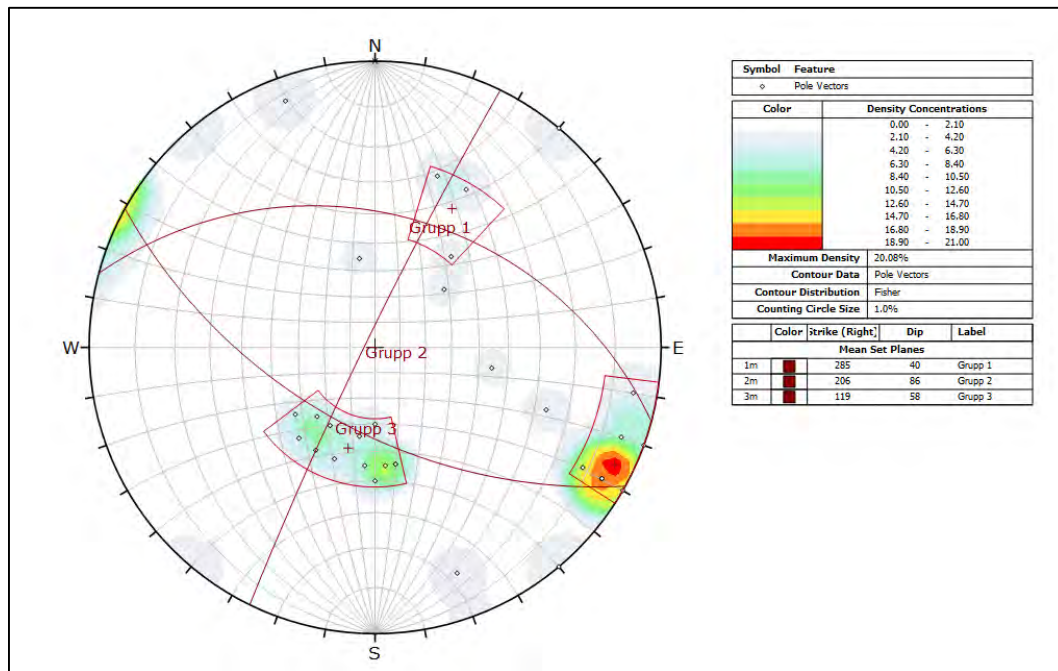 N
W
E
S
Grupp 1
Grupp 2
Grupp 3
Symbol Feature
Pole Vectors
Color Density Concentrations
0.00 - 2.10
2.10 - 4.20
4.20 - 6.30
6.30 - 8.40
8.40 - 10.50
10.50 - 12.60
12.60 - 14.70
14.70 - 16.80
16.80 - 18.90
18.90 - 21.00
Maximum Density 20.08%
Contour Data Pole Vectors
Contour Distribution Fisher
Counting Circle Size 1.0%
Color Strike (Right) Dip Label
Mean Set Planes
1m 285 40 Grupp 1
2m 206 86 Grupp 2
3m 119 58 Grupp 3